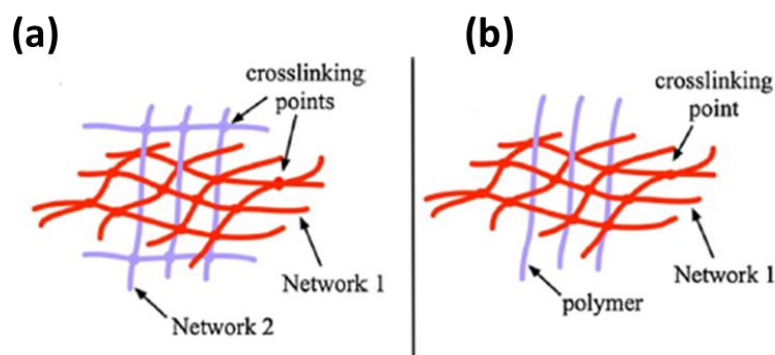 (a)
crosslinking
points
Network 1
Network 2
(b)
crosslinking
point
Network 1
polymer